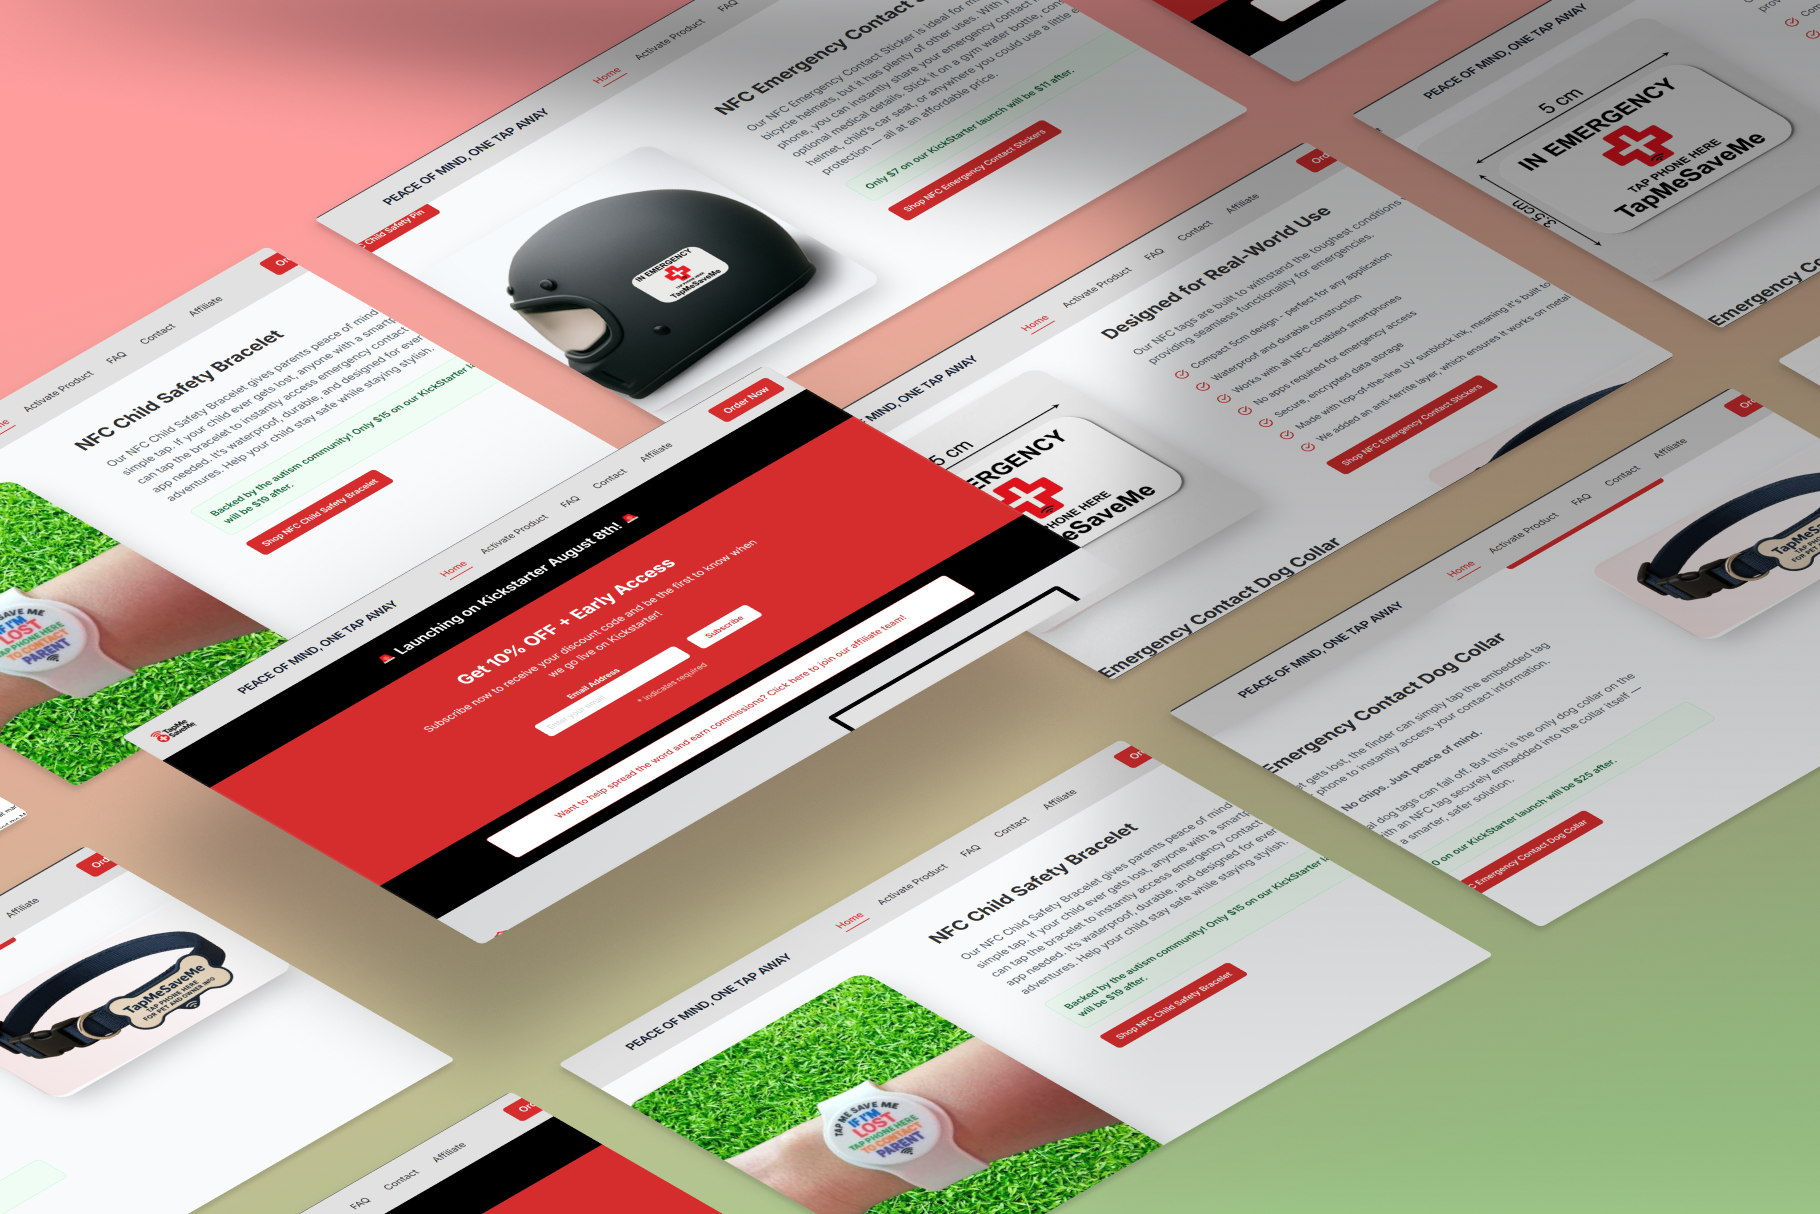 FAQ
Activate Product
Home
PEACE OF MIND, ONE TAP AWAY
Child Safety Pin
NFC Emergency Contact
Our NFC Emergency Contact Sticker is ideal for
bicycle helmets, but it has plenty of other uses. With
phone, you can instantly share your emergency contact
optional medical details. Stick it on a gym water bottle,
helmet, child's car seat, or anywhere you could use a little
protection — all at an affordable price.
Only $7 on our KickStarter launch will be $11 after.
Shop NFC Emergency Contact Stickers
IN EMERGENCY
TAP PHONE HERE
TapMeSaveMe
PEACE OF MIND, ONE TAP AWAY
5 cm
3.5cm
IN EMERGENCY
TAP PHONE HERE
TapMeSaveMe
Emergency
Activate Product
FAQ
Contact
Affiliate
NFC Child Safety Bracelet
Our NFC Child Safety Bracelet gives parents peace of mind
simple tap. If your child ever gets lost, anyone with a
can tap the bracelet to instantly access emergency contact
app needed. It's waterproof, durable, and designed for
adventures. Help your child stay safe while staying stylish.
Backed by the autism community! Only $15 on our KickStarter
will be $19 after.
Shop NFC Child Safety Bracelet
SAVE ME
IF I'M
LOST
TAP PHONE HERE
TO CONTACT
PARENT
MIND, ONE TAP AWAY
Home
Activate Product
FAQ
Contact
Affiliate
Designed for Real-World Use
Our NFC tags are built to withstand the toughest conditions
providing seamless functionality for emergencies.
Compact 5cm design - perfect for any application
Waterproof and durable construction
Works with all NFC-enabled smartphones
No apps required for emergency access
Secure, encrypted data storage
Made with top-of-the-line UV sunblock ink, meaning it's built to
We added an anti-ferrite layer, which ensures it works on metal
Shop NFC Emergency Contact Stickers
5 cm
Emergency Contact Dog Collar
TapMe
SaveMe
PEACE OF MIND, ONE TAP AWAY
Home
Activate Product
FAQ
Contact
Affiliate
Order Now
🚨 Launching on Kickstarter August 8th! 🚨
Get 10% OFF + Early Access
Subscribe now to receive your discount code and be the first to know when
we go live on Kickstarter!
Email Address
Enter your email
Subscribe
* indicates required
Want to help spread the word and earn commissions? Click here to join our affiliate team!
PEACE OF MIND, ONE TAP AWAY
Home
Activate Product
FAQ
Contact
Affiliate
Emergency Contact Dog Collar
gets lost, the finder can simply tap the embedded tag
phone to instantly access your contact information.
No chips. Just peace of mind.
dog tags can fall off. But this is the only dog collar on the
with an NFC tag securely embedded into the collar itself —
a smarter, safer solution.
on our KickStarter launch will be $25 after.
Emergency Contact Dog Collar
Affiliate
TapMeSaveMe
TAP PHONE HERE
FOR PET AND OWNER INFO
PEACE OF MIND, ONE TAP AWAY
Home
Activate Product
FAQ
Contact
Affiliate
NFC Child Safety Bracelet
Our NFC Child Safety Bracelet gives parents peace of mind
simple tap. If your child ever gets lost, anyone with a
can tap the bracelet to instantly access emergency contact
app needed. It's waterproof, durable, and designed for ever
adventures. Help your child stay safe while staying stylish.
Backed by the autism community! Only $15 on our KickStarter
will be $19 after.
Shop NFC Child Safety Bracelet
TAP ME SAVE ME
IF I'M
LOST
TAP PHONE HERE
TO CONTACT
PARENT
FAQ
Contact
Affiliate